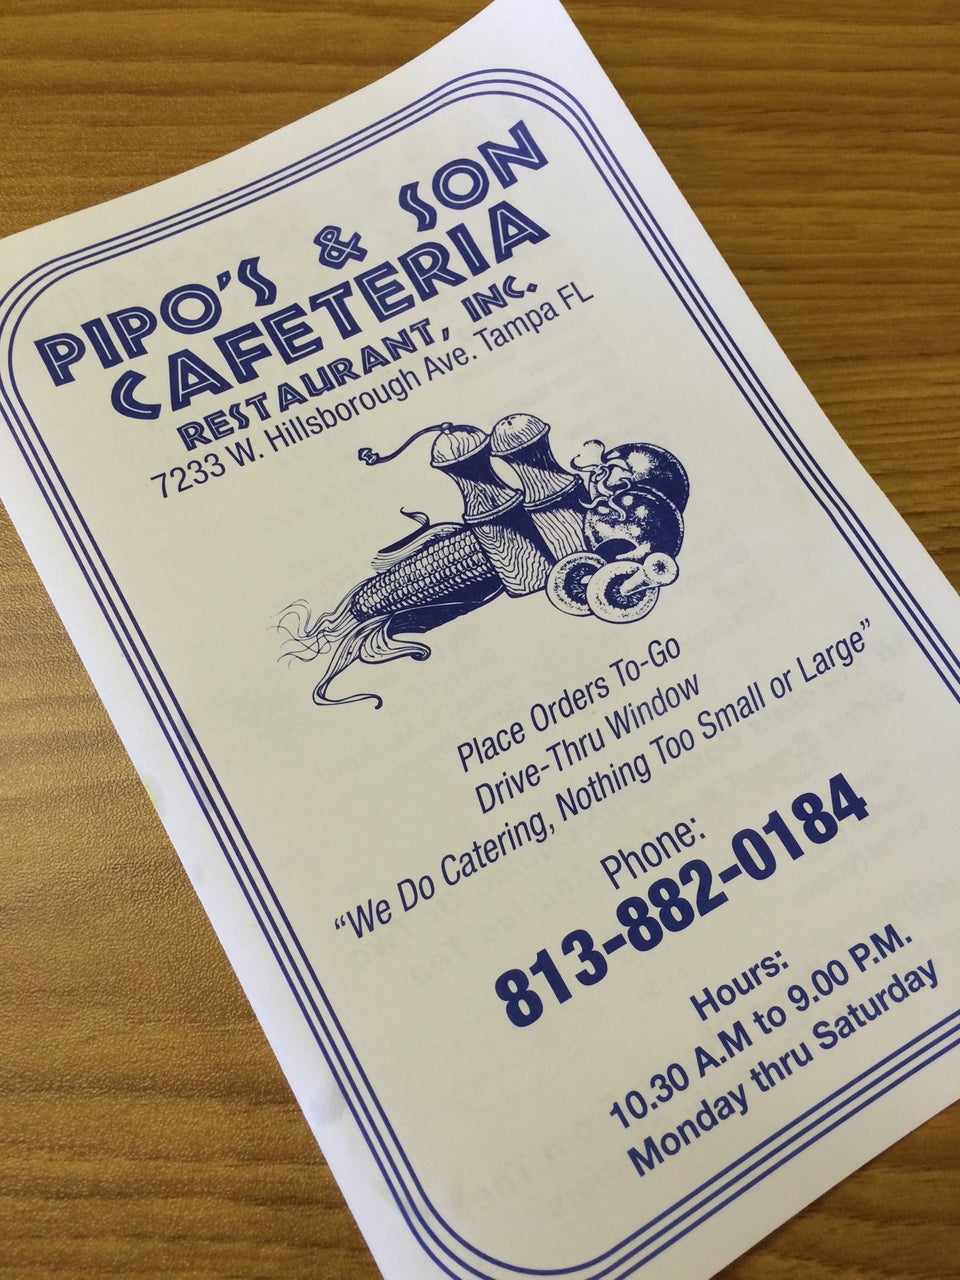 PIPO'S & SON
CAFETERIA
RESTAURANT, INC.
7233 W. Hillsborough Ave. Tampa FL
Place Orders To-Go
Drive-Thru Window
“We Do Catering, Nothing Too Small or Large”
Phone:
813-882-0184
Hours:
10.30 A.M to 9.00 P.M.
Monday thru Saturday